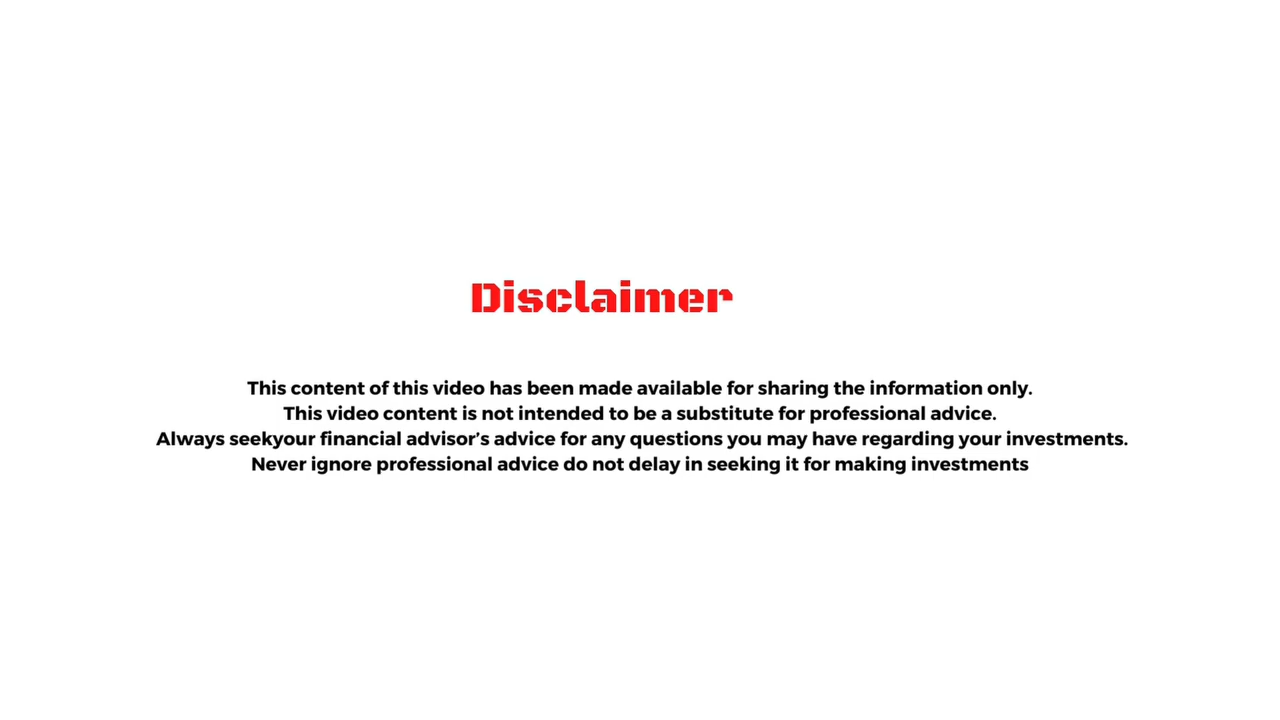 Disclaimer
This content of this video has been made available for sharing the information only.
This video content is not intended to be a substitute for professional advice.
Always seekyour financial advisor’s advice for any questions you may have regarding your investments.
Never ignore professional advice do not delay in seeking it for making investments